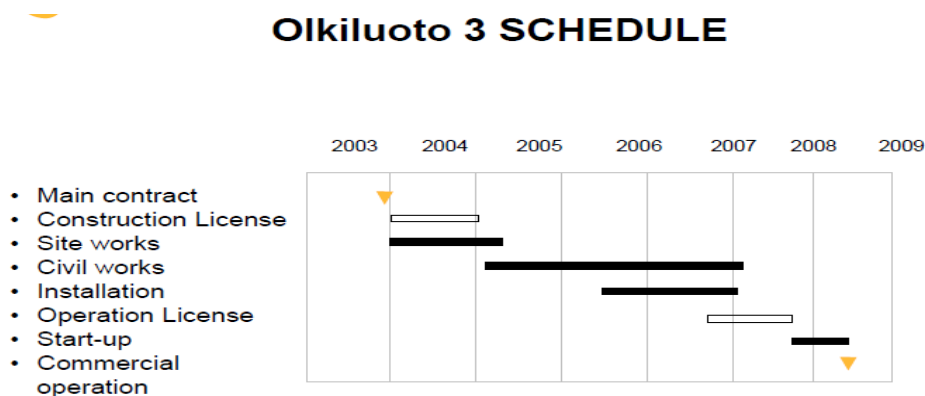 Olkiluoto 3 SCHEDULE
2003 2004 2005 2006 2007 2008 2009
• Main contract
• Construction License
• Site works
• Civil works
• Installation
• Operation License
• Start-up
• Commercial
operation